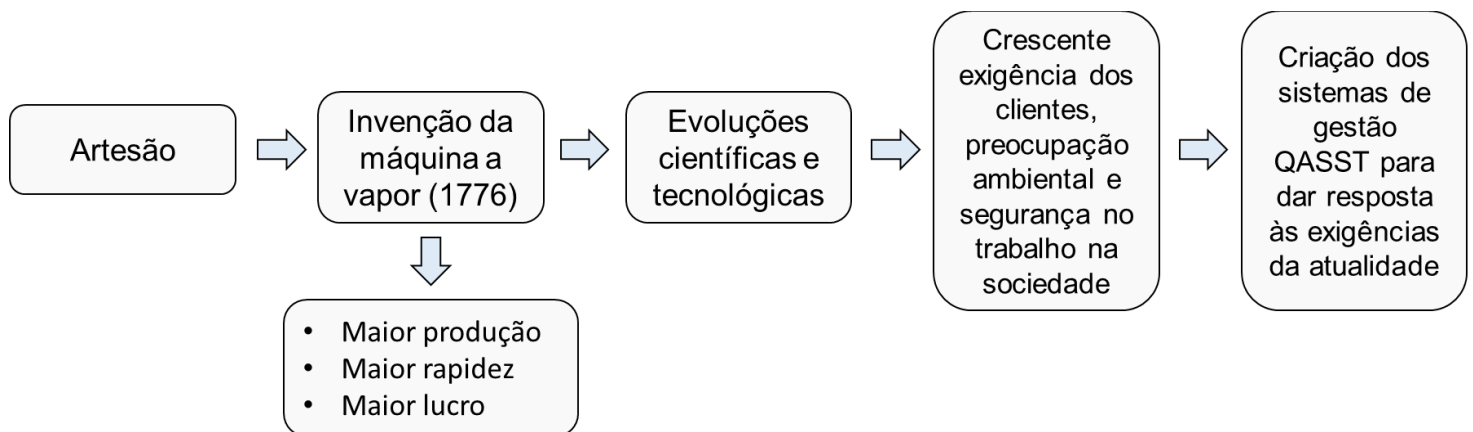 Artesão
Invenção da
máquina a
vapor (1776)
Evoluções
científicas e
tecnológicas
Crescente
exigência dos
clientes,
preocupação
ambiental e
segurança no
trabalho na
sociedade
Criação dos
sistemas de
gestão
QASST para
dar resposta
às exigências
da atualidade
• Maior produção
• Maior rapidez
• Maior lucro